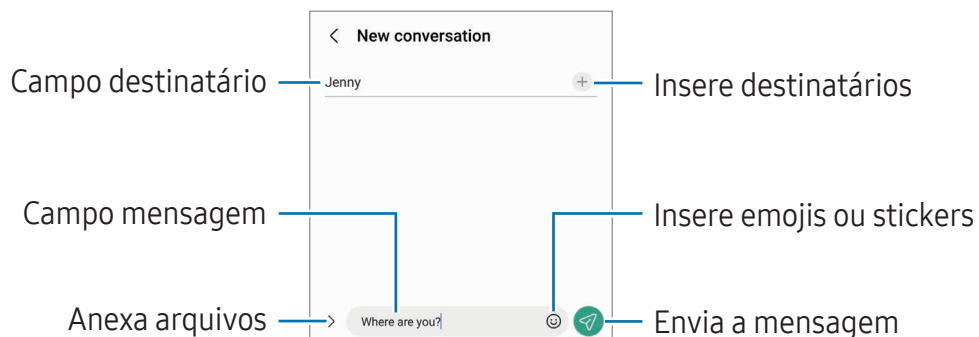 New conversation
Campo destinatário
Jenny
Insere destinatários
Campo mensagem
Insere emojis ou stickers
Anexa arquivos
Where are you?
Envia a mensagem